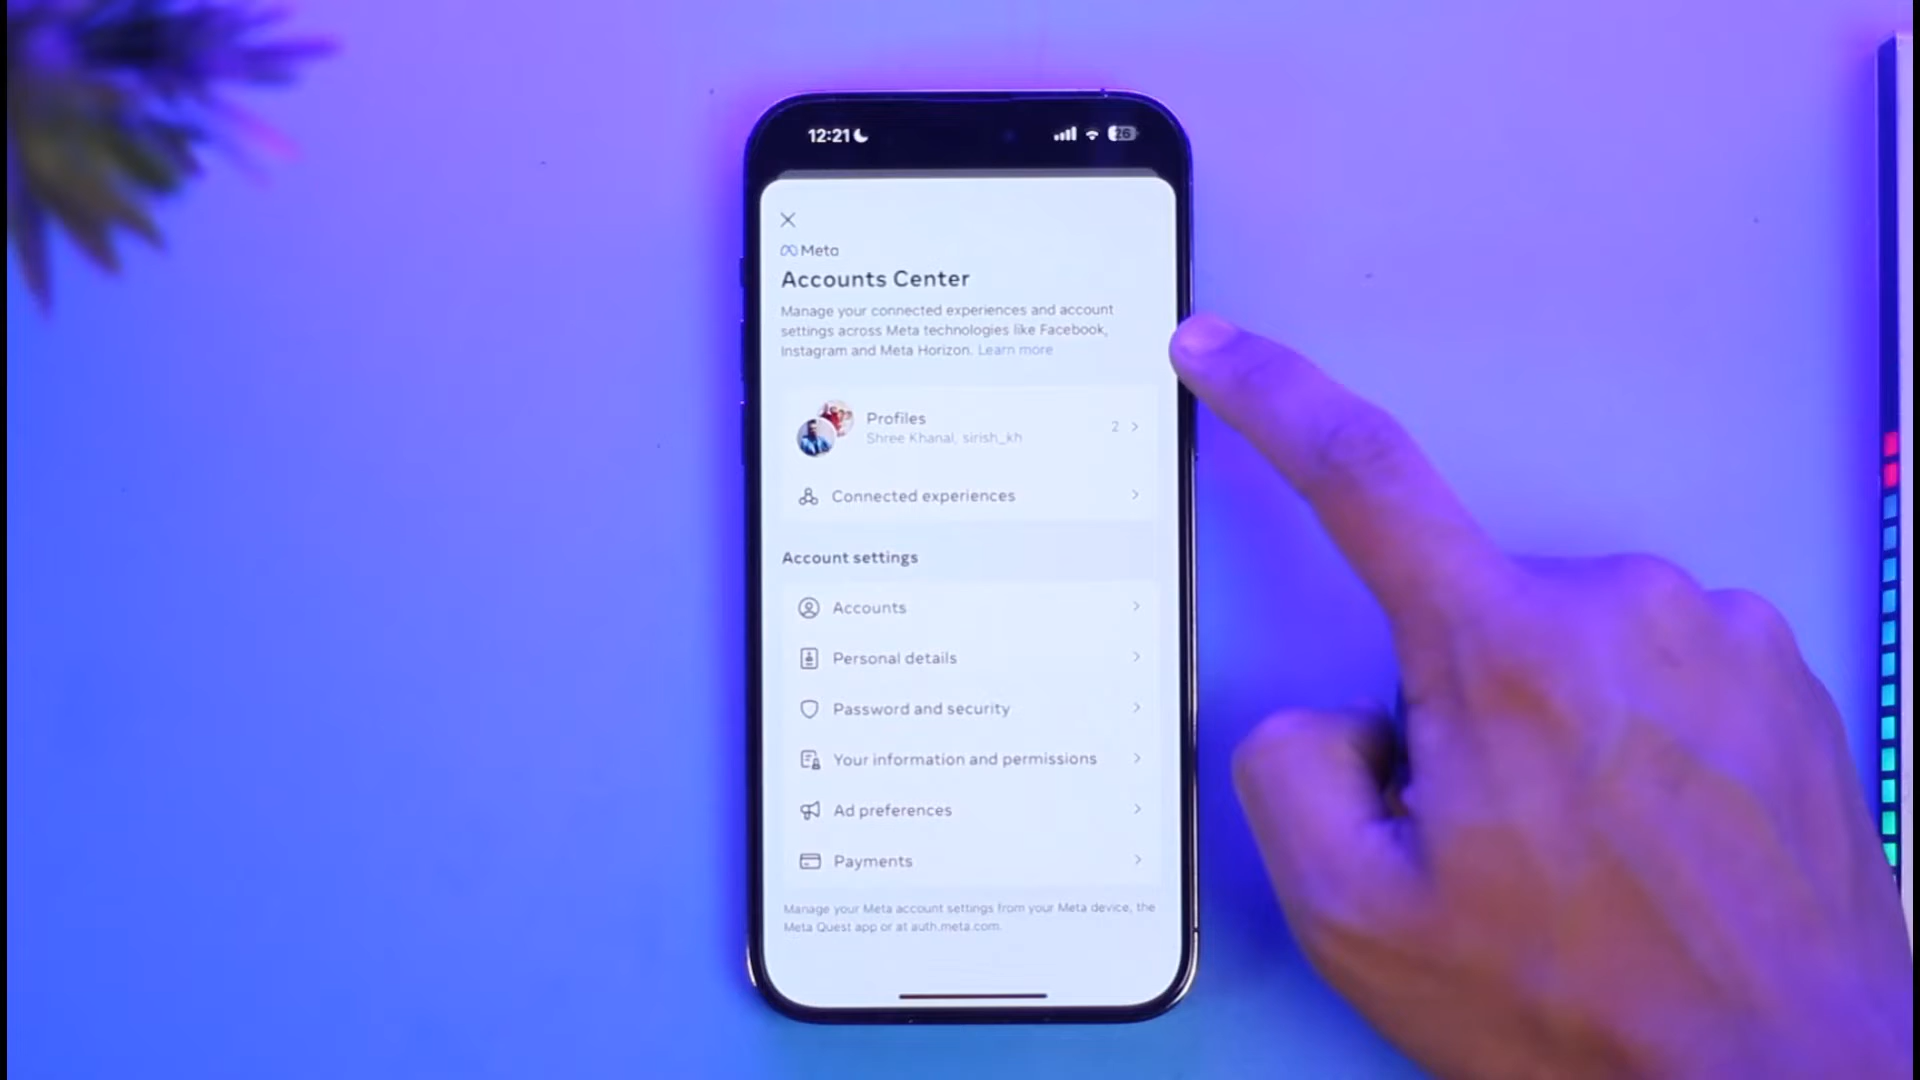 12:21
26
Meta
Accounts Center
Manage your connected experiences and account
settings across Meta technologies like Facebook,
Instagram and Meta Horizon. Learn more
Profiles
Shree Khanal, sirish_kh
2
Connected experiences
Account settings
Accounts
Personal details
Password and security
Your information and permissions
Ad preferences
Payments
Manage your Meta account settings from your Meta device, the
Meta Quest app or at auth.meta.com.